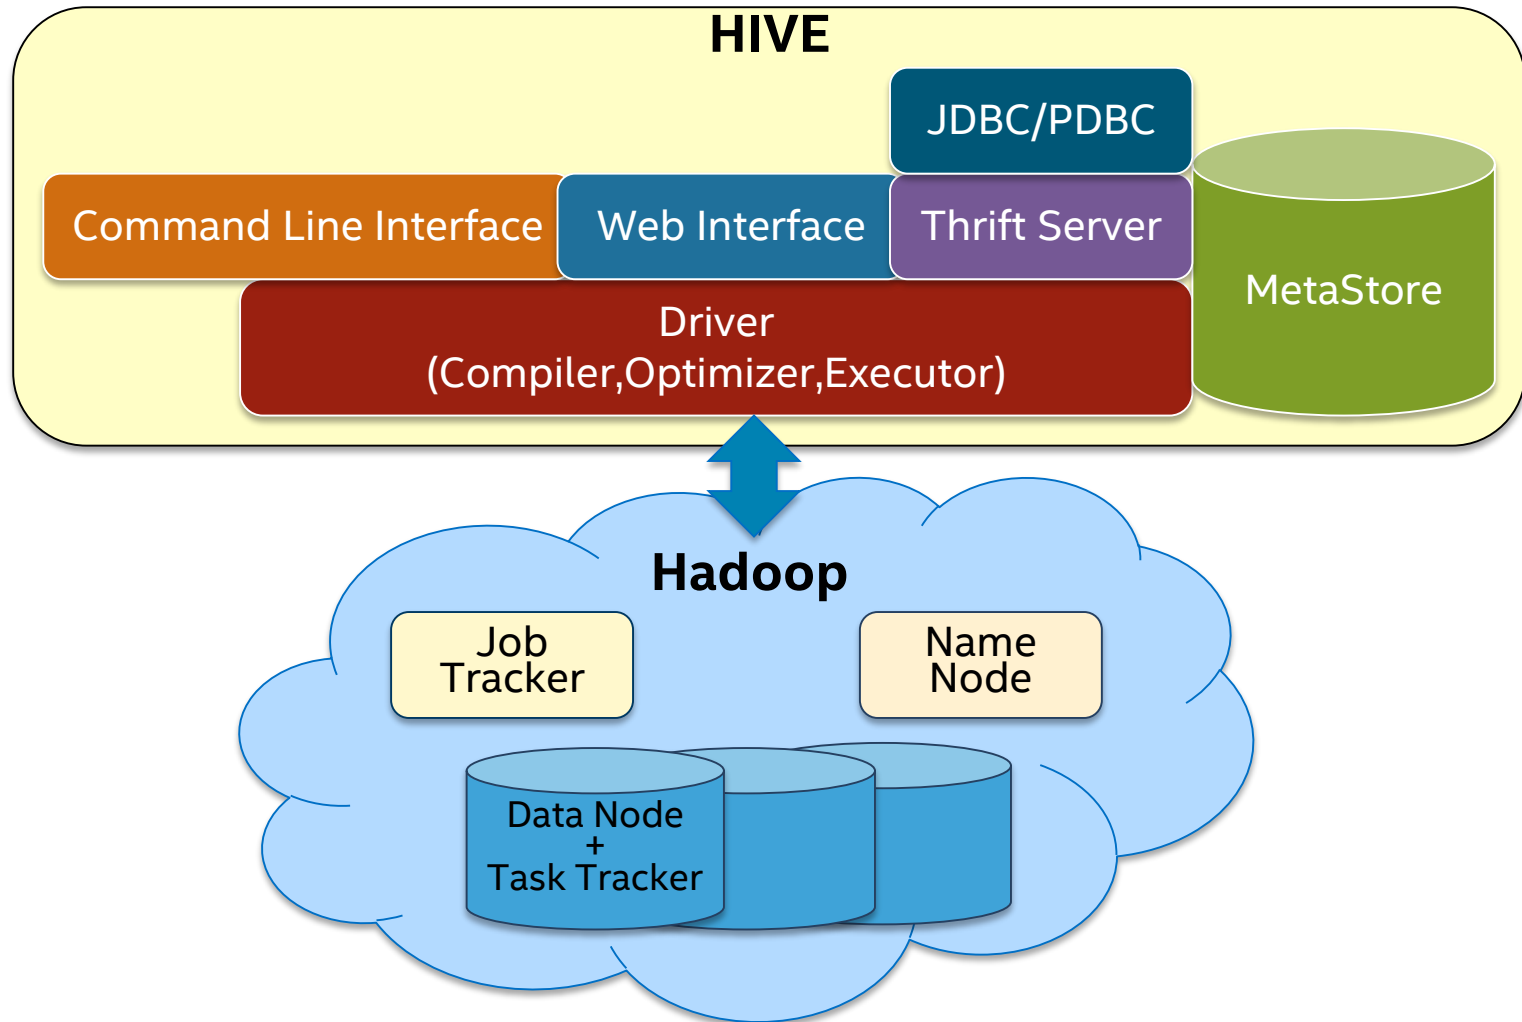 HIVE
JDBC/PDBC
Command Line Interface
Web Interface
Thrift Server
MetaStore
Driver
(Compiler,Optimizer,Executor)
Hadoop
Job
Tracker
Name
Node
Data Node
+
Task Tracker